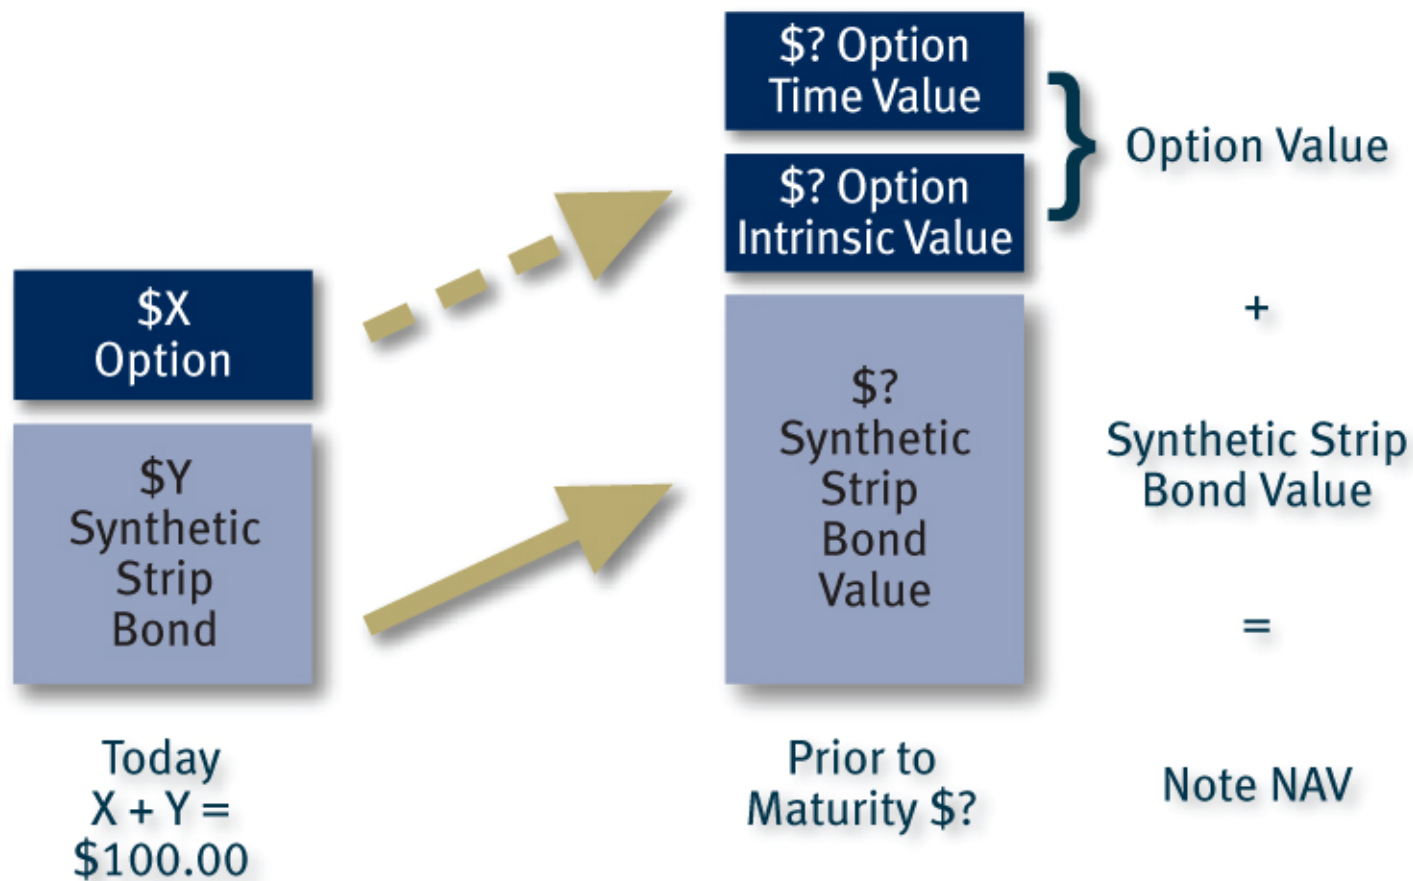 $X
Option
$Y
Synthetic
Strip
Bond
Today
X + Y =
$100.00
$? Option
Time Value
$? Option
Intrinsic Value
$?
Synthetic
Strip
Bond
Value
Prior to
Maturity $?
}
Option Value
+
Synthetic Strip
Bond Value
=
Note NAV